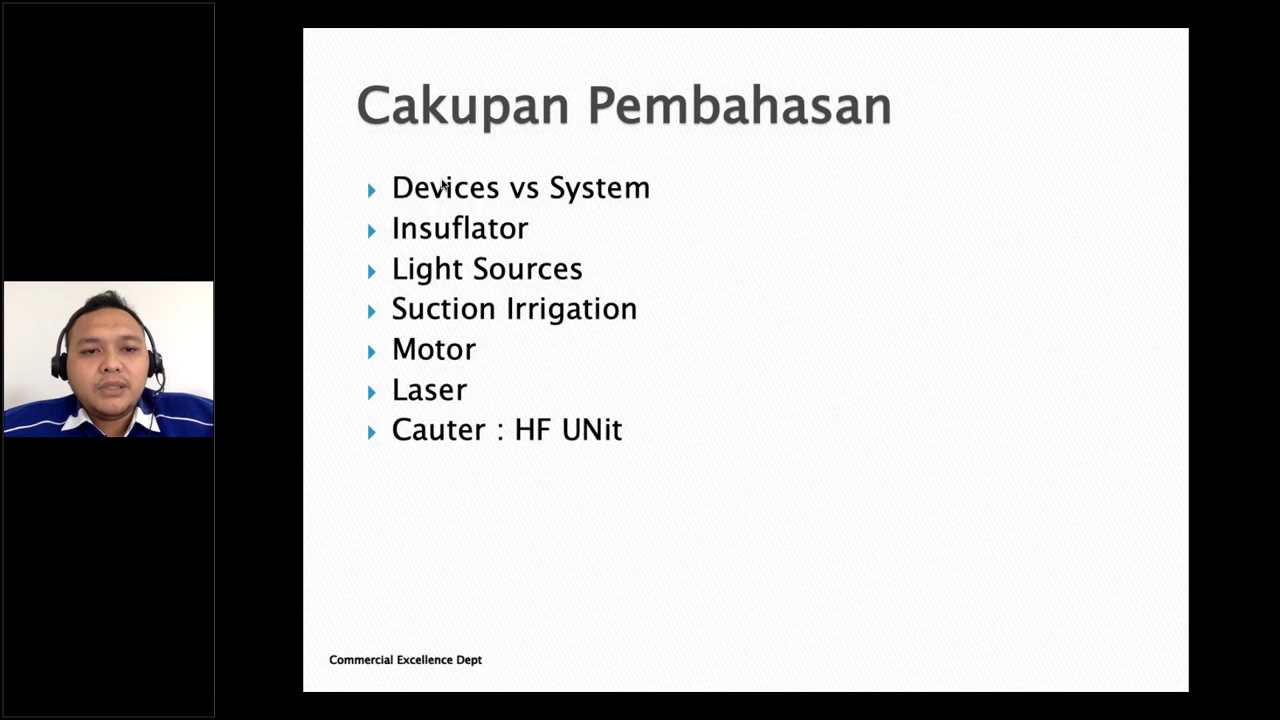 Cakupan Pembahasan
Devices vs System
Insuflator
Light Sources
Suction Irrigation
Motor
Laser
Cauter : HF UNit
Commercial Excellence Dept